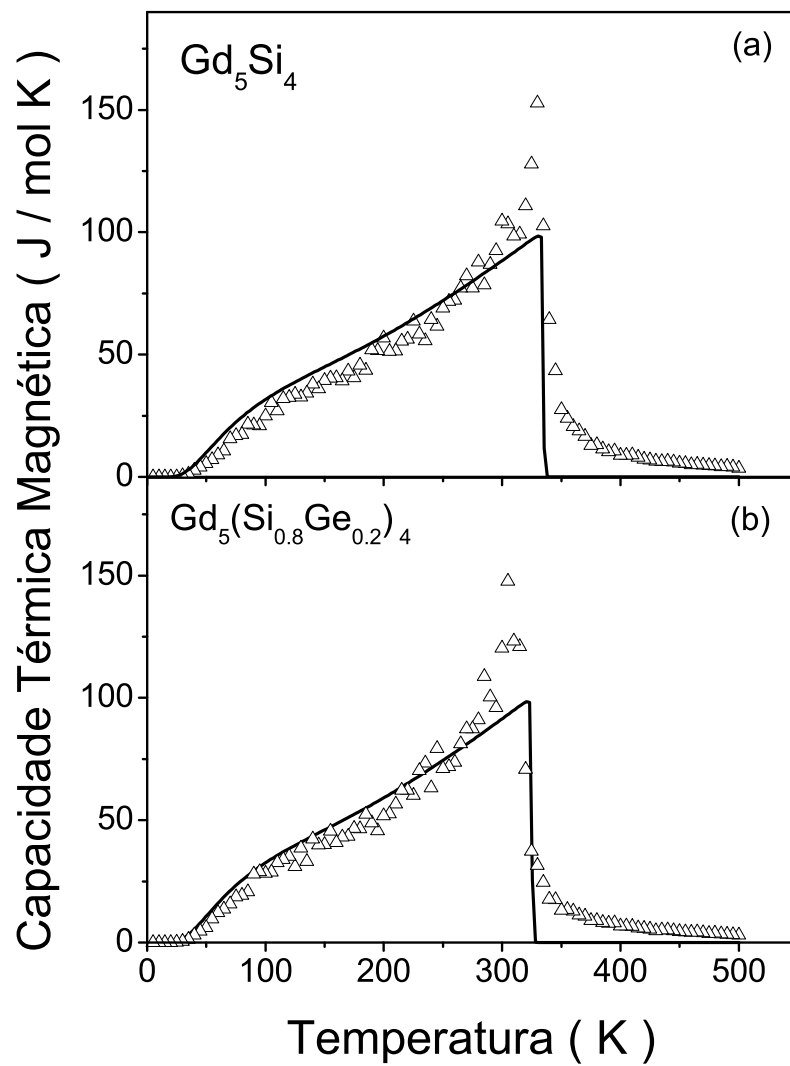 Capacidade Térmica Magnética ( J / mol K )
Gd5Si4
(a)
150
100
50
0
Gd5(Si0.8Ge0.2)4
(b)
150
100
50
0
0 100 200 300 400 500
Temperatura ( K )